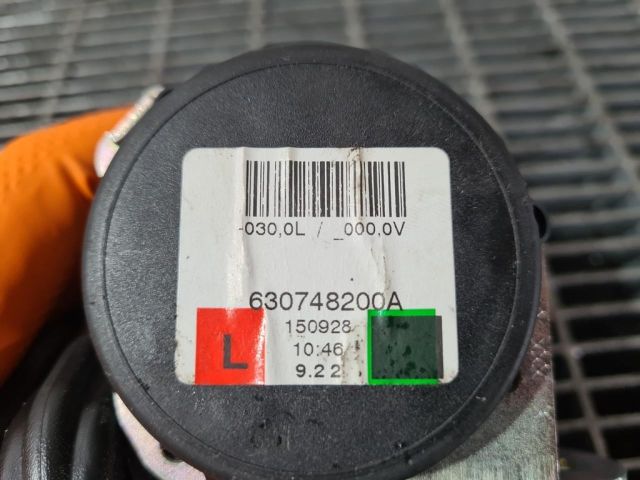 -030,0L / _000,0V
630748200A
150928
L
10:46
9.2 2